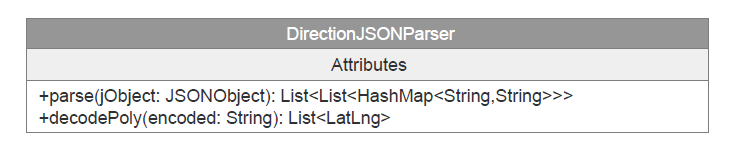 DirectionJSONParser
Attributes
+parse(jObject: JSONObject): List<List<HashMap<String,String>>>
+decodePoly(encoded: String): List<LatLng>